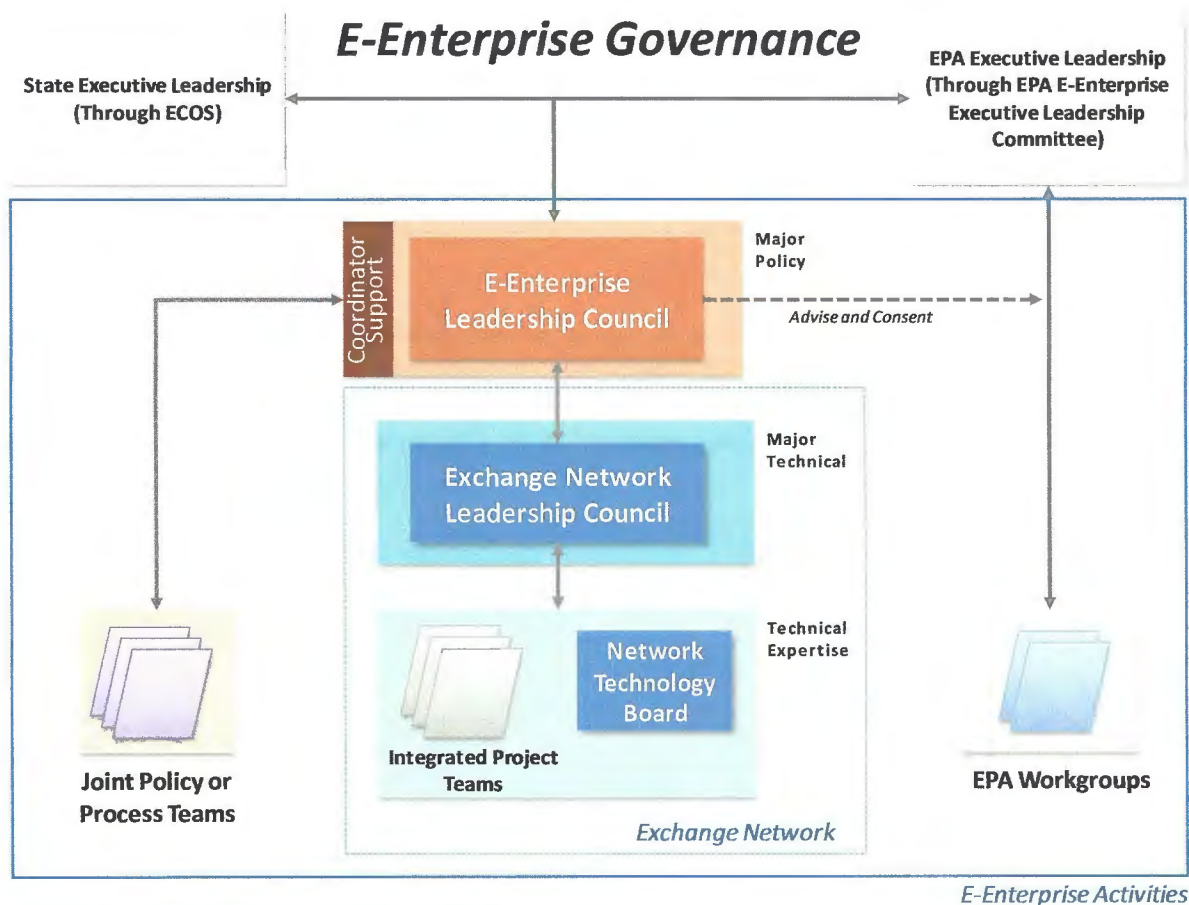 E-Enterprise Governance
State Executive Leadership
(Through ECOS)
EPA Executive Leadership
(Through EPA E-Enterprise
Executive Leadership
Committee)
Coordinator
Support
E-Enterprise
Leadership Council
Major
Policy
Advise and Consent
Exchange Network
Leadership Council
Major
Technical
Integrated Project
Teams
Network
Technology
Board
Technical
Expertise
Joint Policy or
Process Teams
EPA Workgroups
Exchange Network
E-Enterprise Activities